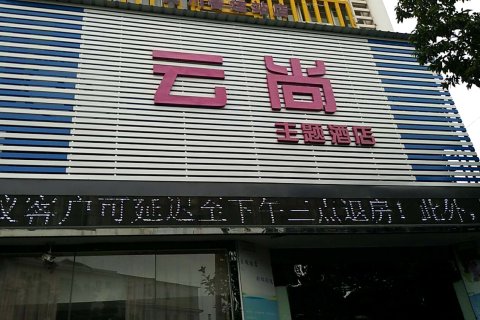 云尚
主题酒店
议客户可延迟至下午三点退房！此外，